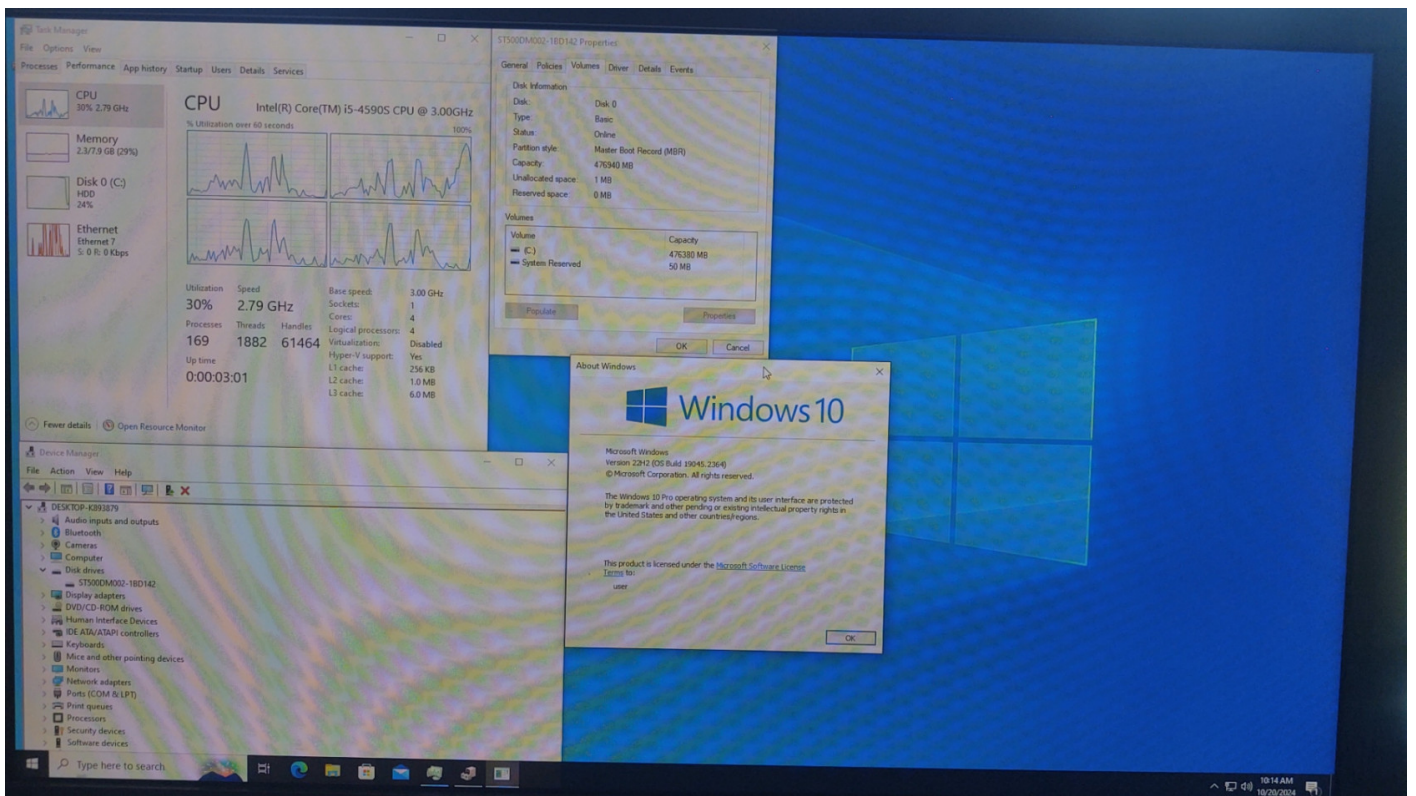 Task Manager
File Options View
Processes Performance App history Startup Users Details Services
CPU
30% 2.79 GHz
Memory
2.3/7.9 GB (29%)
Disk 0 (C:)
HDD
24%
Ethernet
Ethernet 7
S: 0 R: 0 Kbps
CPU Intel(R) Core(TM) i5-4590S CPU @ 3.00GHz
% Utilization over 60 seconds 100%
Utilization Speed
30% 2.79 GHz
Processes Threads Handles
169 1882 61464
Up time
0:00:03:01
Base speed: 3.00 GHz
Sockets: 1
Cores: 4
Logical processors: 4
Virtualization: Disabled
Hyper-V support: Yes
L1 cache: 256 KB
L2 cache: 1.0 MB
L3 cache: 6.0 MB
Fewer details Open Resource Monitor
ST500DM002-1BD142 Properties
General Policies Volumes Driver Details Events
Disk Information
Disk: Disk 0
Type: Basic
Status: Online
Partition style: Master Boot Record (MBR)
Capacity: 476940 MB
Unallocated space: 1 MB
Reserved space: 0 MB
Volumes
Volume Capacity
(C:) 476380 MB
System Reserved 50 MB
Populate Properties
OK Cancel
Device Manager
File Action View Help
DESKTOP-K893879
Audio inputs and outputs
Bluetooth
Cameras
Computer
Disk drives
ST500DM002-1BD142
Display adapters
DVD/CD-ROM drives
Human Interface Devices
IDE ATA/ATAPI controllers
Keyboards
Mice and other pointing devices
Monitors
Network adapters
Ports (COM & LPT)
Print queues
Processors
Security devices
Software devices
About Windows
Windows 10
Microsoft Windows
Version 22H2 (OS Build 19045.2364)
© Microsoft Corporation. All rights reserved.
The Windows 10 Pro operating system and its user interface are protected
by trademark and other pending or existing intellectual property rights in
the United States and other countries/regions.
This product is licensed under the Microsoft Software License
Terms to:
user
OK
Type here to search
10:14 AM
10/20/2024